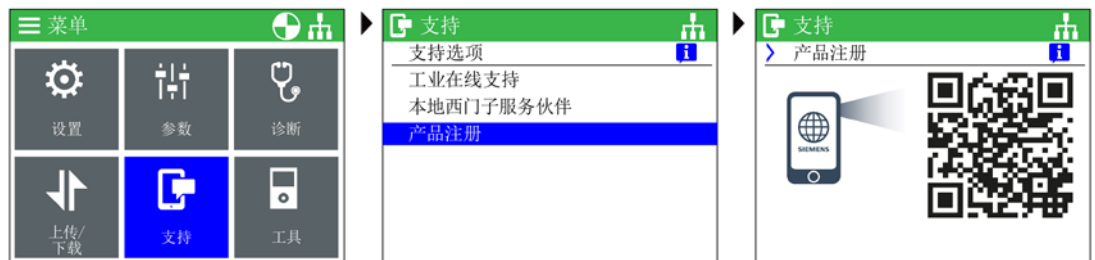 菜单
设置
参数
诊断
上传/
下载
支持
工具
支持
支持选项
工业在线支持
本地西门子服务伙伴
产品注册
支持
产品注册
SIEMENS